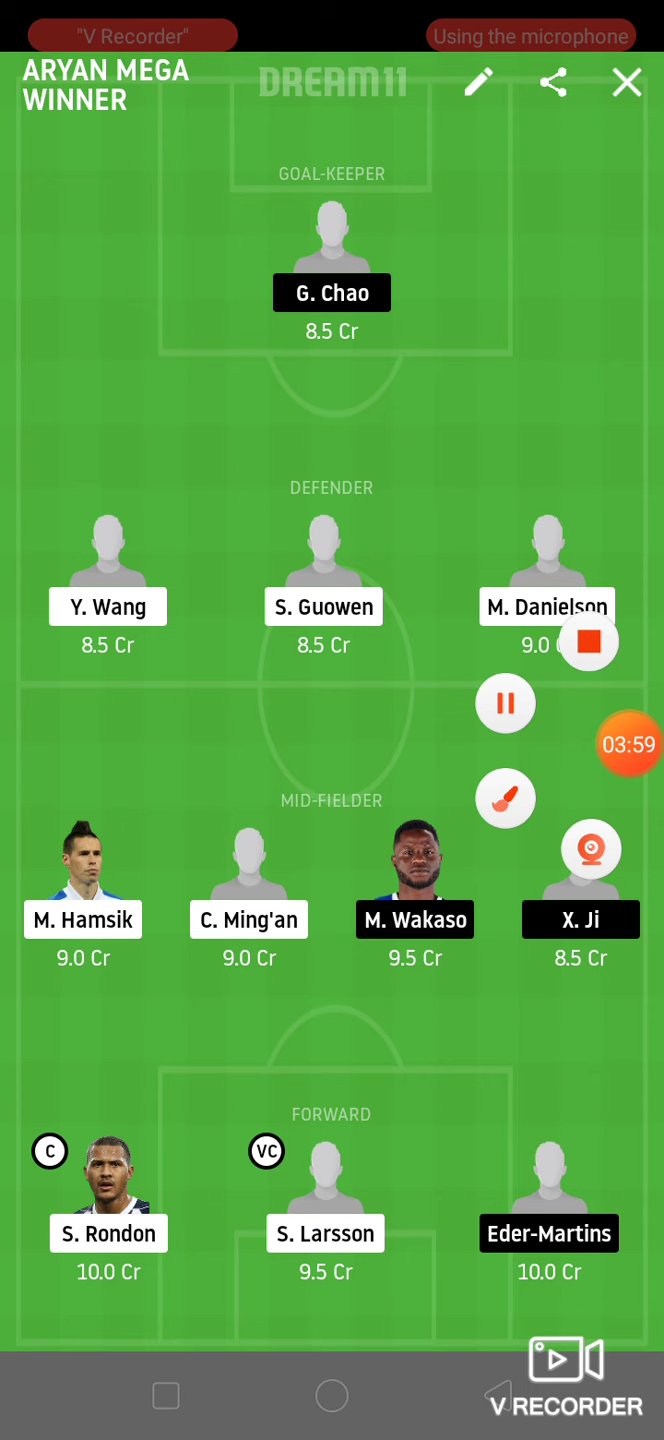 "V Recorder"
Using the microphone
ARYAN MEGA
WINNER
DREAM11
GOAL-KEEPER
G. Chao
8.5 Cr
DEFENDER
Y. Wang
S. Guowen
M. Danielson
8.5 Cr
8.5 Cr
9.0
03:59
MID-FIELDER
M. Hamsik
C. Ming'an
M. Wakaso
X. Ji
9.0 Cr
9.0 Cr
9.5 Cr
8.5 Cr
FORWARD
C
VC
S. Rondon
S. Larsson
Eder-Martins
10.0 Cr
9.5 Cr
10.0 Cr
V RECORDER